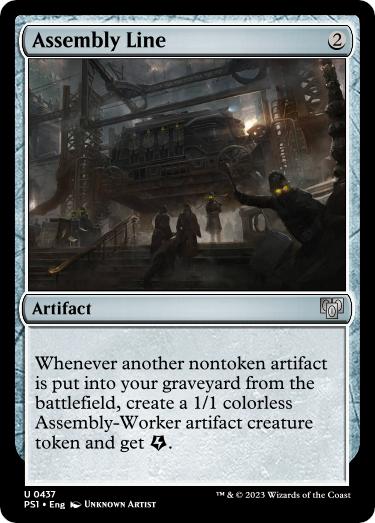 Assembly Line 2
Artifact
Whenever another nontoken artifact
is put into your graveyard from the
battlefield, create a 1/1 colorless
Assembly-Worker artifact creature
token and get .
U 0437
PS1 • Eng Unknown Artist
™ & © 2023 Wizards of the Coast